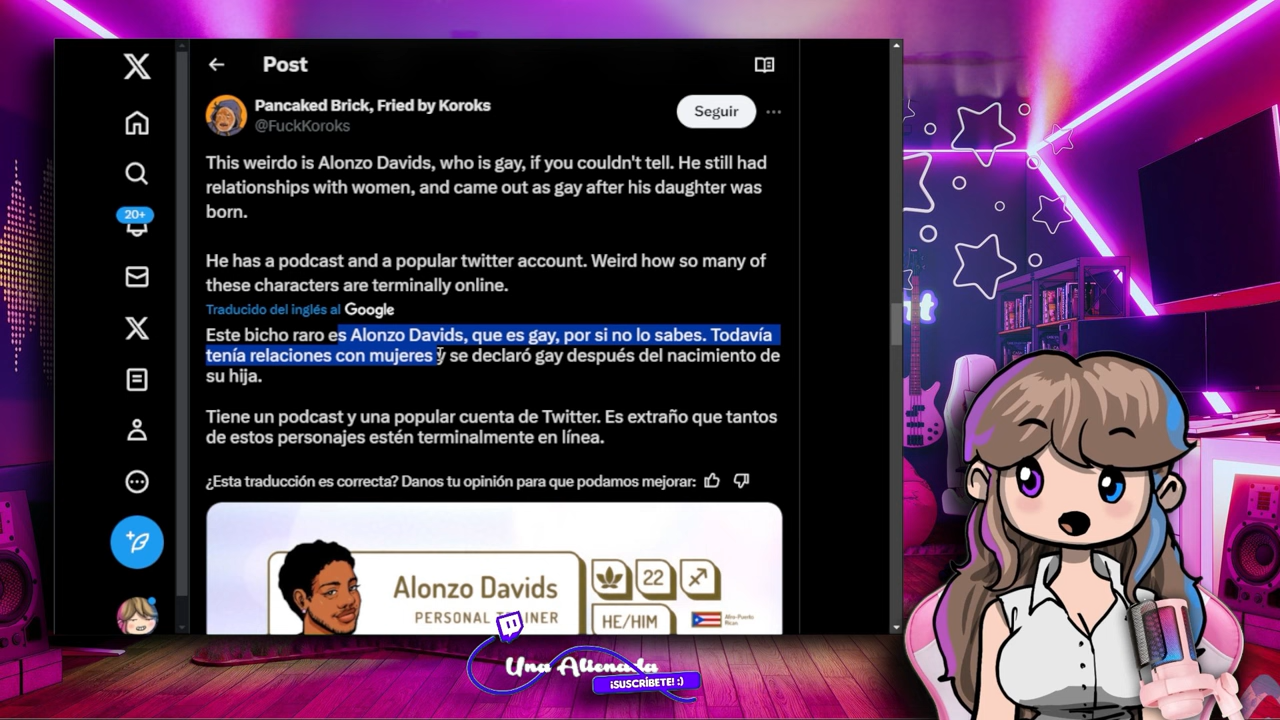 Post
Pancaked Brick, Fried by Koroks
@FuckKoroks
Seguir
This weirdo is Alonzo Davids, who is gay, if you couldn't tell. He still had
relationships with women, and came out as gay after his daughter was
born.
He has a podcast and a popular twitter account. Weird how so many of
these characters are terminally online.
Traducido del inglés al Google
Este bicho raro es Alonzo Davids, que es gay, por si no lo sabes. Todavía
tenía relaciones con mujeres y se declaró gay después del nacimiento de
su hija.
Tiene un podcast y una popular cuenta de Twitter. Es extraño que tantos
de estos personajes estén terminalmente en línea.
¿Esta traducción es correcta? Danos tu opinión para que podamos mejorar:
20+
Alonzo Davids
22
HE/HIM
Afro-Puerto
Rican
Una Alienada
¡SUSCRÍBETE! :)